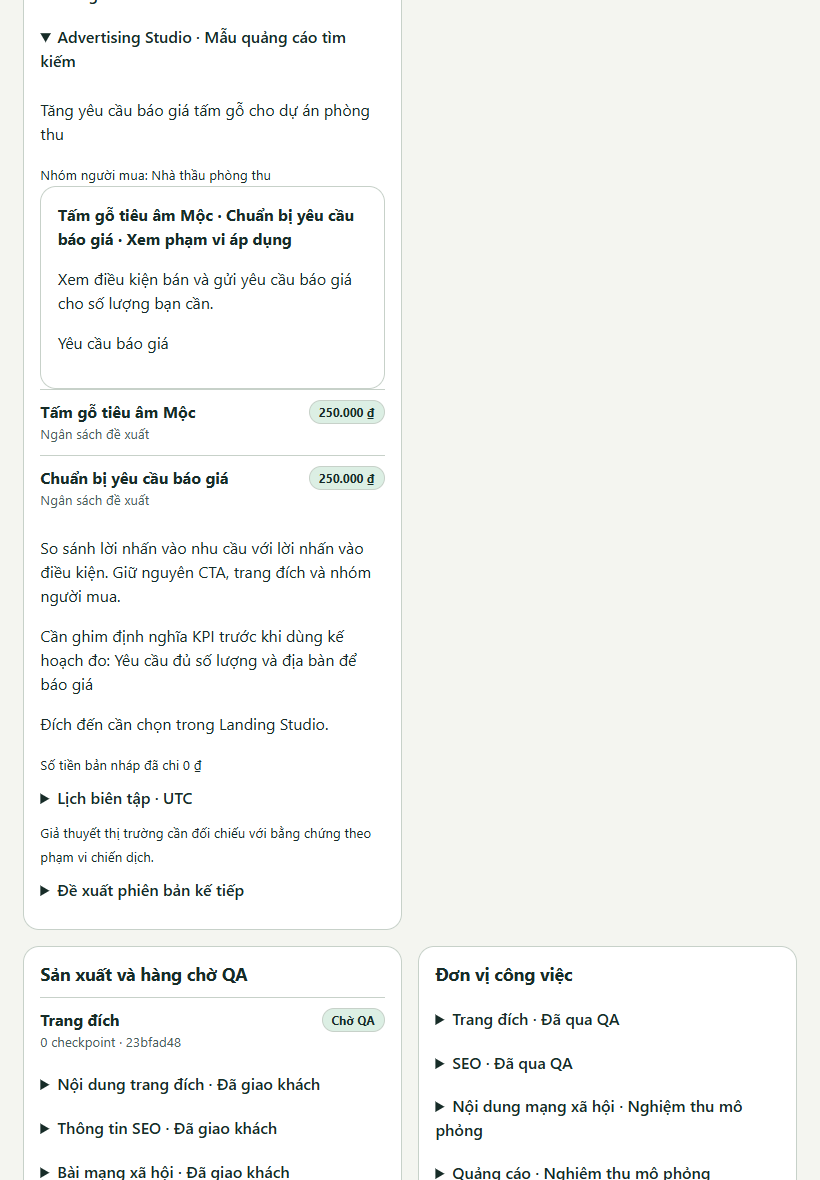 ▼ Advertising Studio · Mẫu quảng cáo tìm
kiếm
Tăng yêu cầu báo giá tấm gỗ cho dự án phòng
thu
Nhóm người mua: Nhà thầu phòng thu
Tấm gỗ tiêu âm Mộc · Chuẩn bị yêu cầu
báo giá · Xem phạm vi áp dụng
Xem điều kiện bán và gửi yêu cầu báo giá
cho số lượng bạn cần.
Yêu cầu báo giá
Tấm gỗ tiêu âm Mộc
250.000 ₫
Ngân sách đề xuất
Chuẩn bị yêu cầu báo giá
250.000 ₫
Ngân sách đề xuất
So sánh lời nhấn vào nhu cầu với lời nhấn vào
điều kiện. Giữ nguyên CTA, trang đích và nhóm
người mua.
Cần ghim định nghĩa KPI trước khi dùng kế
hoạch đo: Yêu cầu đủ số lượng và địa bàn để
báo giá
Đích đến cần chọn trong Landing Studio.
Số tiền bản nháp đã chi 0 ₫
▶ Lịch biên tập · UTC
Giả thuyết thị trường cần đối chiếu với bằng chứng theo
phạm vi chiến dịch.
▶ Đề xuất phiên bản kế tiếp
Sản xuất và hàng chờ QA
Trang đích
Chờ QA
0 checkpoint · 23bfad48
▶ Nội dung trang đích · Đã giao khách
▶ Thông tin SEO · Đã giao khách
▶ Bài mạng xã hội · Đã giao khách
Đơn vị công việc
▶ Trang đích · Đã qua QA
▶ SEO · Đã qua QA
▶ Nội dung mạng xã hội · Nghiệm thu mô
phỏng
▶ Quảng cáo · Nghiệm thu mô phỏng